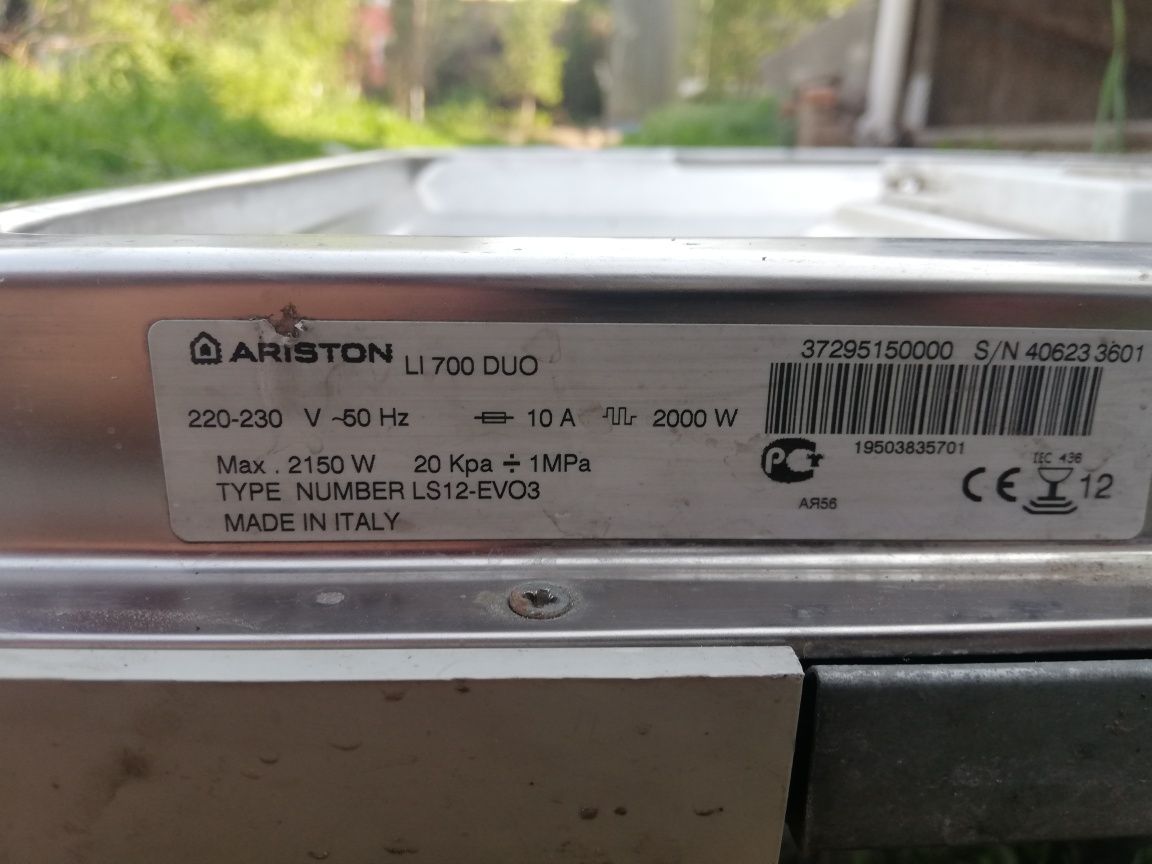 ARISTON LI 700 DUO
220-230 V ~50 Hz 10 A 2000 W
Max . 2150 W 20 Kpa ÷ 1MPa
TYPE NUMBER LS12-EVO3
MADE IN ITALY
37295150000 S/N 40623 3601
19503835701
РСТ
АЯ56
IEC 436
CE 12